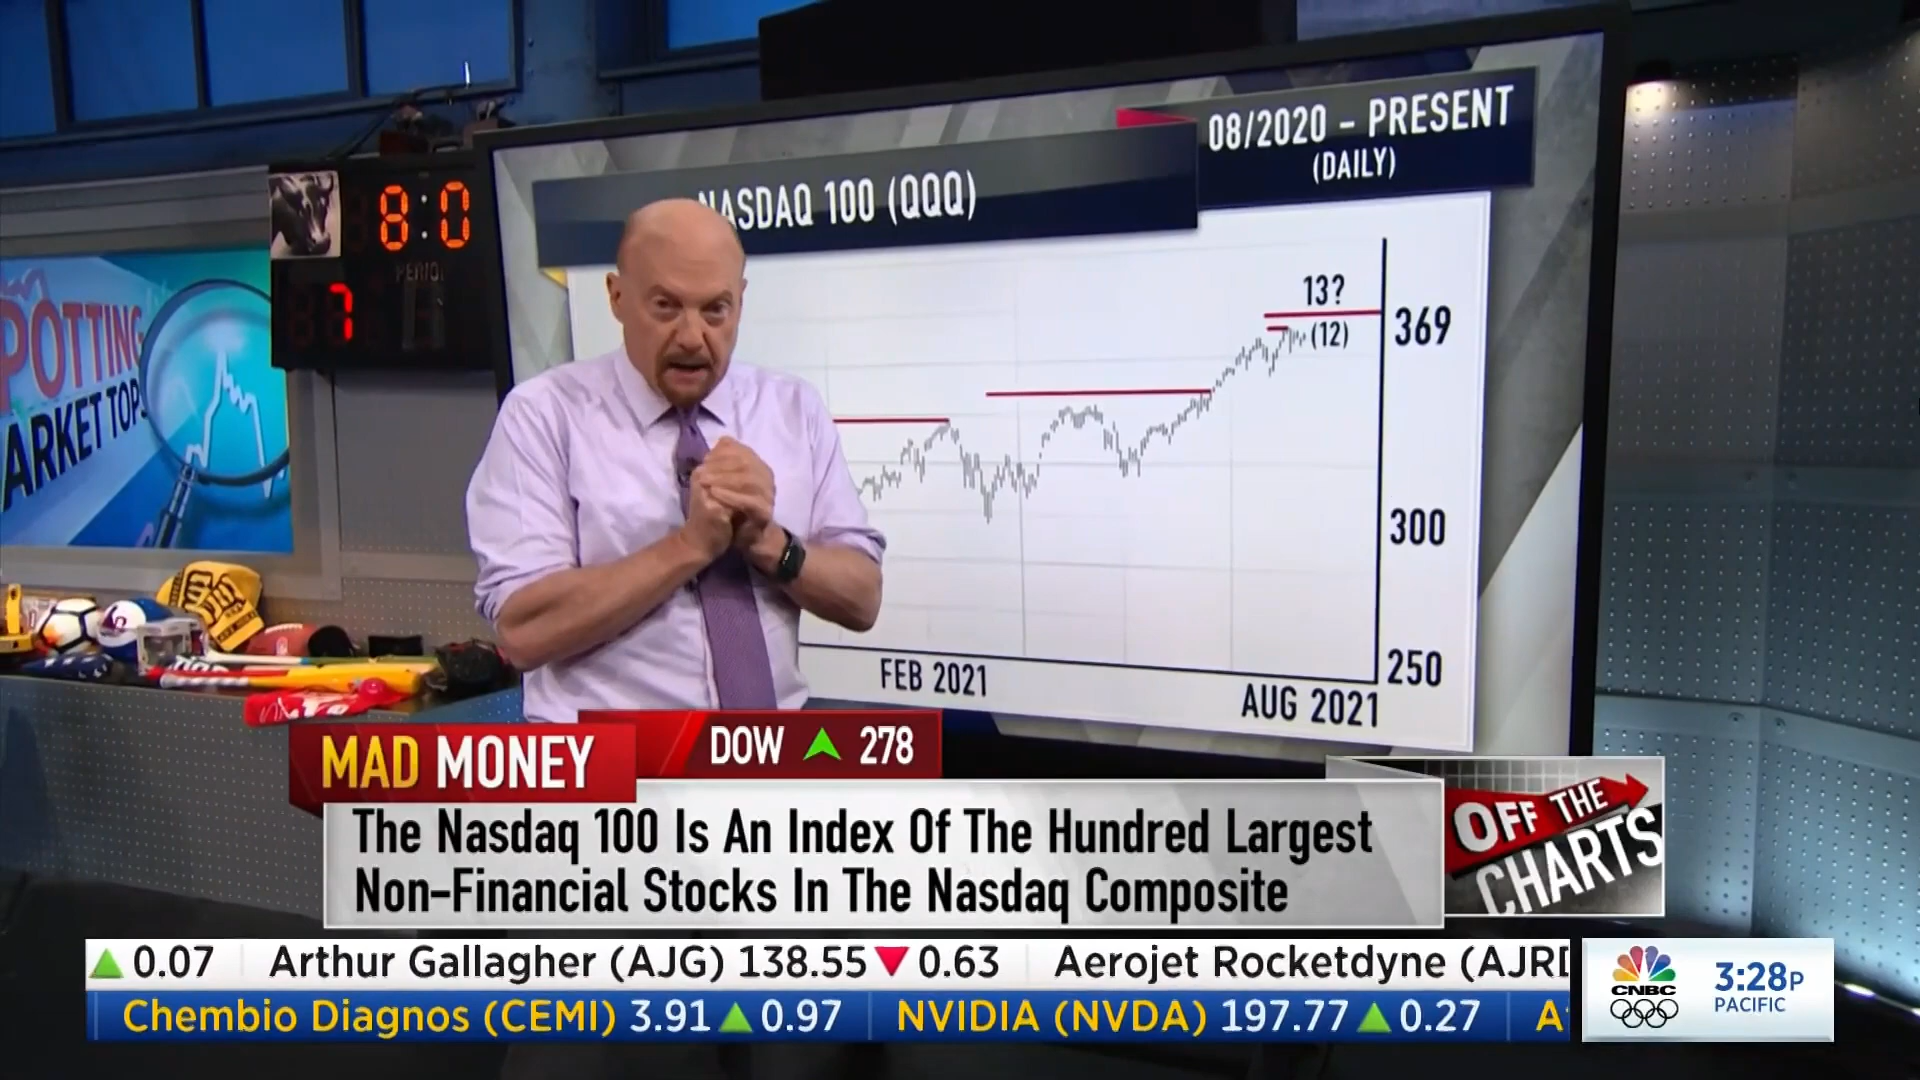 08/2020 – PRESENT
(DAILY)
NASDAQ 100 (QQQ)
8:0
7
13?
(12)
369
300
250
FEB 2021
AUG 2021
MARKET TOPS
DOW ▲ 278
MAD MONEY
The Nasdaq 100 Is An Index Of The Hundred Largest
Non-Financial Stocks In The Nasdaq Composite
OFF THE
CHARTS
▲ 0.07 Arthur Gallagher (AJG) 138.55 ▼ 0.63 Aerojet Rocketdyne (AJRD
Chembio Diagnos (CEMI) 3.91 ▲ 0.97 NVIDIA (NVDA) 197.77 ▲ 0.27
CNBC
3:28P
PACIFIC